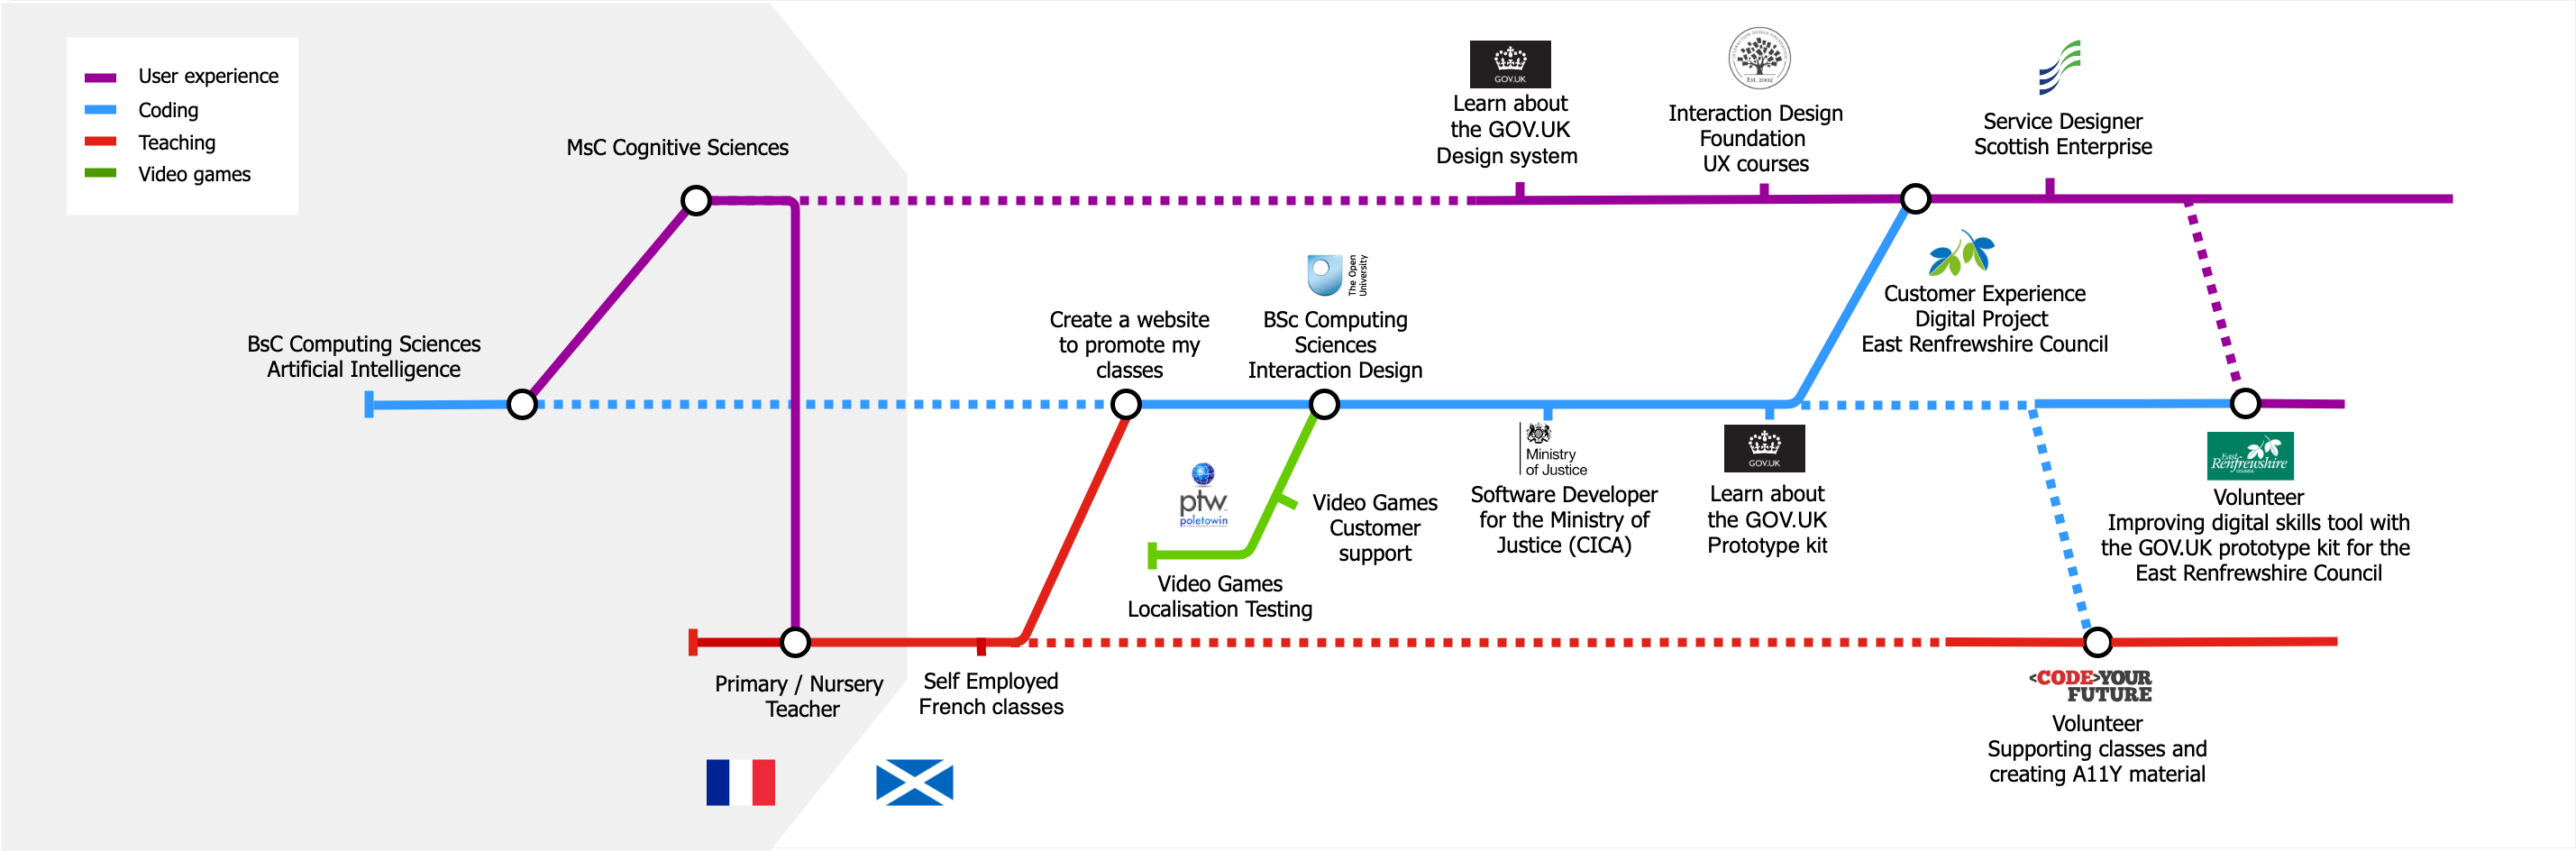 User experience
Coding
Teaching
Video games
MsC Cognitive Sciences
BsC Computing Sciences
Artificial Intelligence
Primary / Nursery
Teacher
Self Employed
French classes
Create a website
to promote my
classes
The Open
University
BSc Computing
Sciences
Interaction Design
ptw
poletowin
Video Games
Localisation Testing
Video Games
Customer
support
GOV.UK
Learn about
the GOV.UK
Design system
INTERACTION DESIGN FOUNDATION
Est. 2002
Interaction Design
Foundation
UX courses
Service Designer
Scottish Enterprise
Customer Experience
Digital Project
East Renfrewshire Council
Ministry
of Justice
Software Developer
for the Ministry of
Justice (CICA)
GOV.UK
Learn about
the GOV.UK
Prototype kit
East
Renfrewshire
COUNCIL
Volunteer
Improving digital skills tool with
the GOV.UK prototype kit for the
East Renfrewshire Council
<CODE>YOUR
FUTURE
Volunteer
Supporting classes and
creating A11Y material